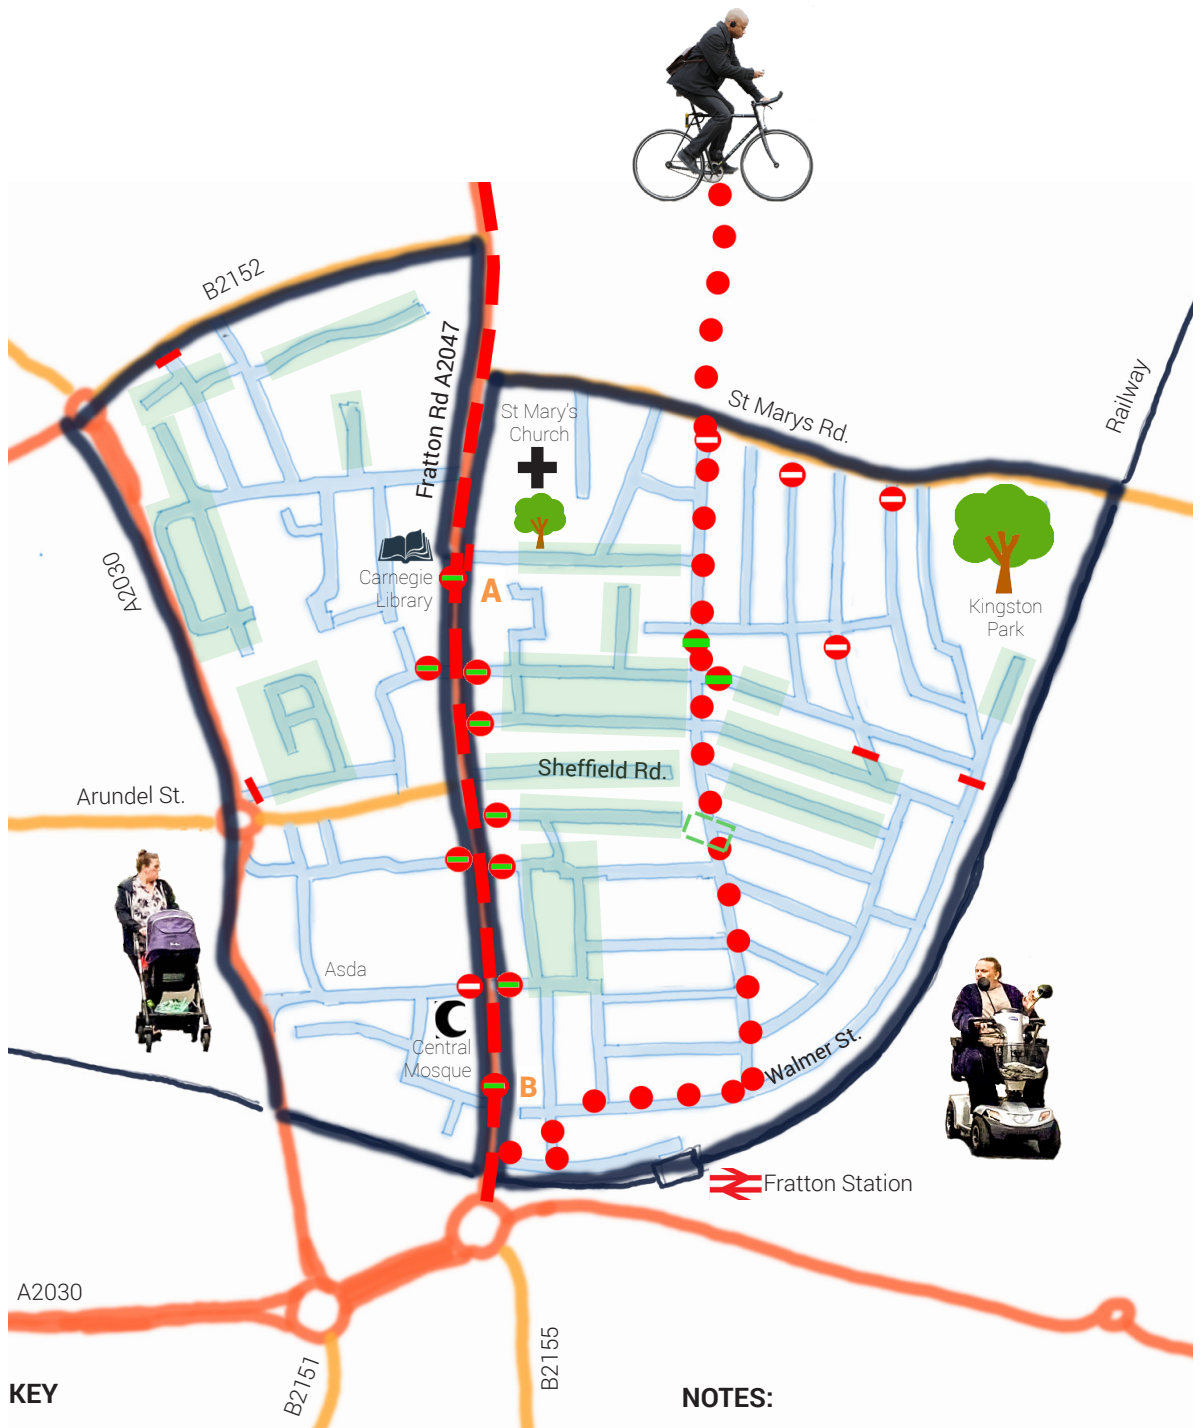 B2152
Fratton Rd A2047
St Mary's
Church
St Marys Rd.
Railway
A2030
Carnegie
Library
A
Kingston
Park
Sheffield Rd.
Arundel St.
Asda
Central
Mosque
B
Walmer St.
Fratton Station
A2030
B2151
B2155
KEY
NOTES: